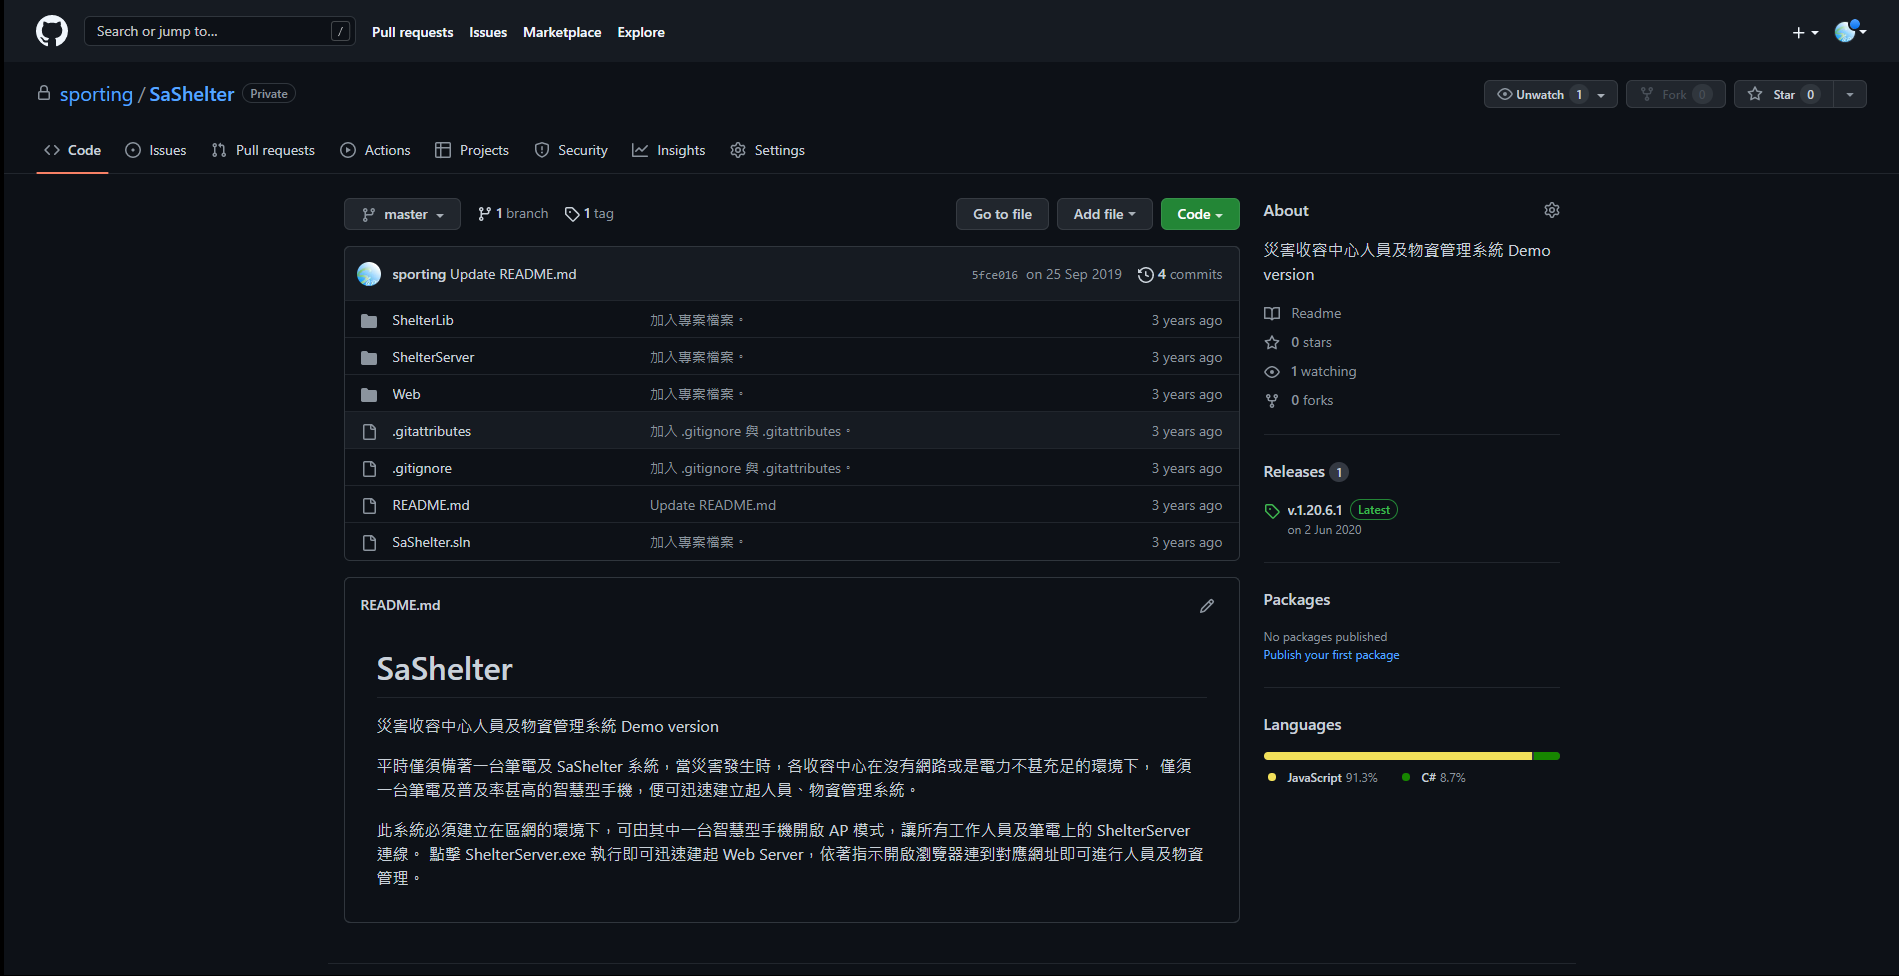 Search or jump to... /
Pull requests Issues Marketplace Explore
sporting / SaShelter Private
Unwatch 1 Fork 0 Star 0
Code Issues Pull requests Actions Projects Security Insights Settings
master 1 branch 1 tag Go to file Add file Code
sporting Update README.md 5fce016 on 25 Sep 2019 4 commits
ShelterLib 加入專案檔案。 3 years ago
ShelterServer 加入專案檔案。 3 years ago
Web 加入專案檔案。 3 years ago
.gitattributes 加入 .gitignore 與 .gitattributes。 3 years ago
.gitignore 加入 .gitignore 與 .gitattributes。 3 years ago
README.md Update README.md 3 years ago
SaShelter.sln 加入專案檔案。 3 years ago
README.md
SaShelter
災害收容中心人員及物資管理系統 Demo version
平時僅須備著一台筆電及 SaShelter 系統，當災害發生時，各收容中心在沒有網路或是電力不甚充足的環境下， 僅須
一台筆電及普及率甚高的智慧型手機，便可迅速建立起人員、物資管理系統。
此系統必須建立在區網的環境下，可由其中一台智慧型手機開啟 AP 模式，讓所有工作人員及筆電上的 ShelterServer
連線。 點擊 ShelterServer.exe 執行即可迅速建起 Web Server，依著指示開啟瀏覽器連到對應網址即可進行人員及物資
管理。
About
災害收容中心人員及物資管理系統 Demo
version
Readme
0 stars
1 watching
0 forks
Releases 1
v.1.20.6.1 Latest
on 2 Jun 2020
Packages
No packages published
Publish your first package
Languages
JavaScript 91.3% C# 8.7%